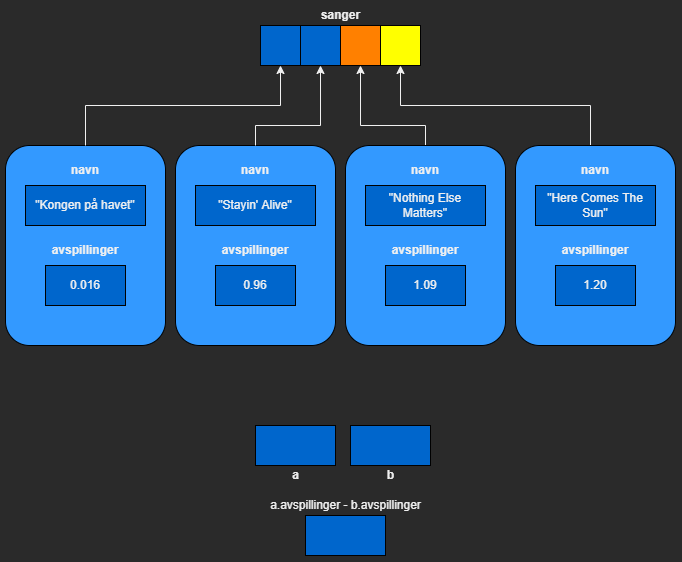 sanger
navn
navn
navn
navn
"Kongen på havet"
"Stayin' Alive"
"Nothing Else
Matters"
"Here Comes The
Sun"
avspillinger
avspillinger
avspillinger
avspillinger
0.016
0.96
1.09
1.20
a
b
a.avspillinger - b.avspillinger